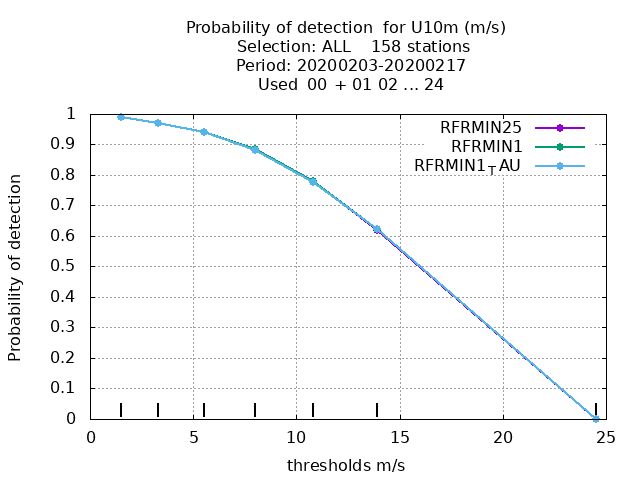 Probability of detection  for U10m (m/s)
Selection: ALL    158 stations
Period: 20200203-20200217
Used  00  + 01 02 ... 24
RFRMIN25
RFRMIN1
RFRMIN1TAU
Probability of detection
1
0.9
0.8
0.7
0.6
0.5
0.4
0.3
0.2
0.1
0
0 5 10 15 20 25
thresholds m/s